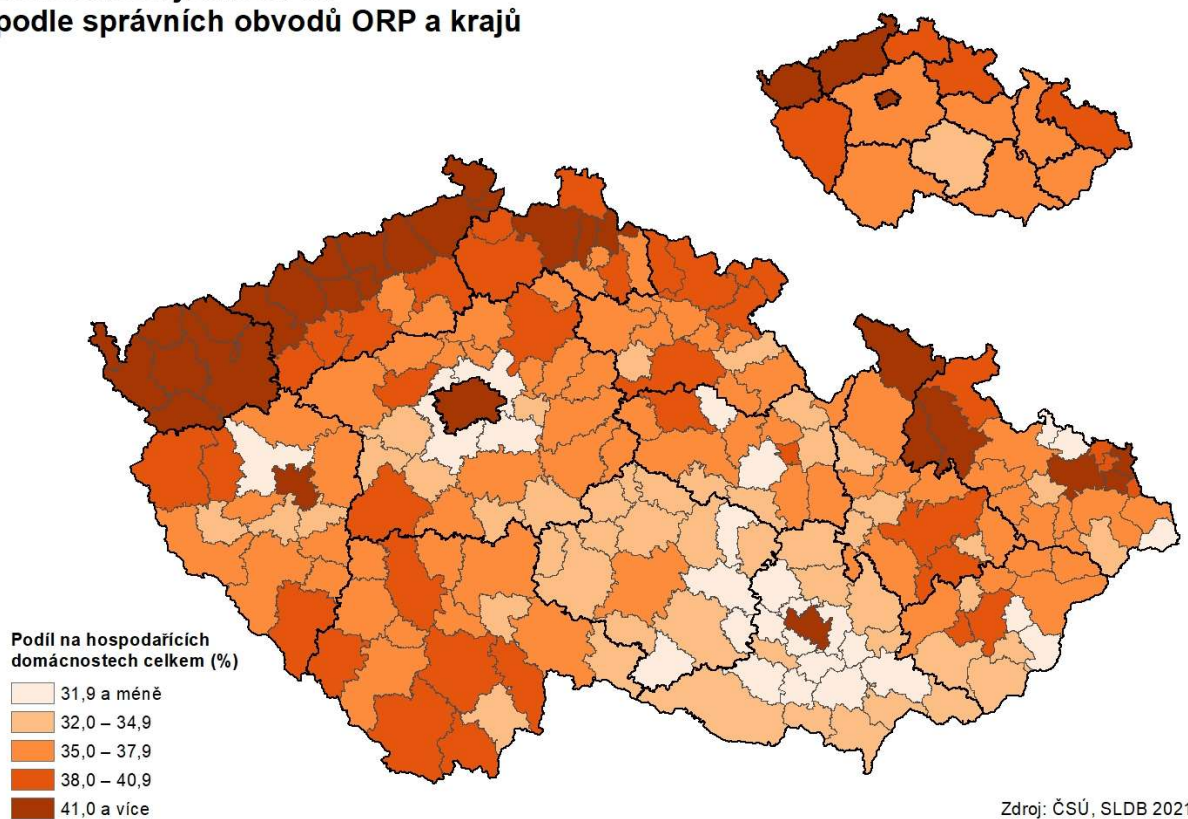 podle správních obvodů ORP a krajů
Podíl na hospodařících
domácnostech celkem (%)
31,9 a méně
32,0 – 34,9
35,0 – 37,9
38,0 – 40,9
41,0 a více
Zdroj: ČSÚ, SLDB 2021